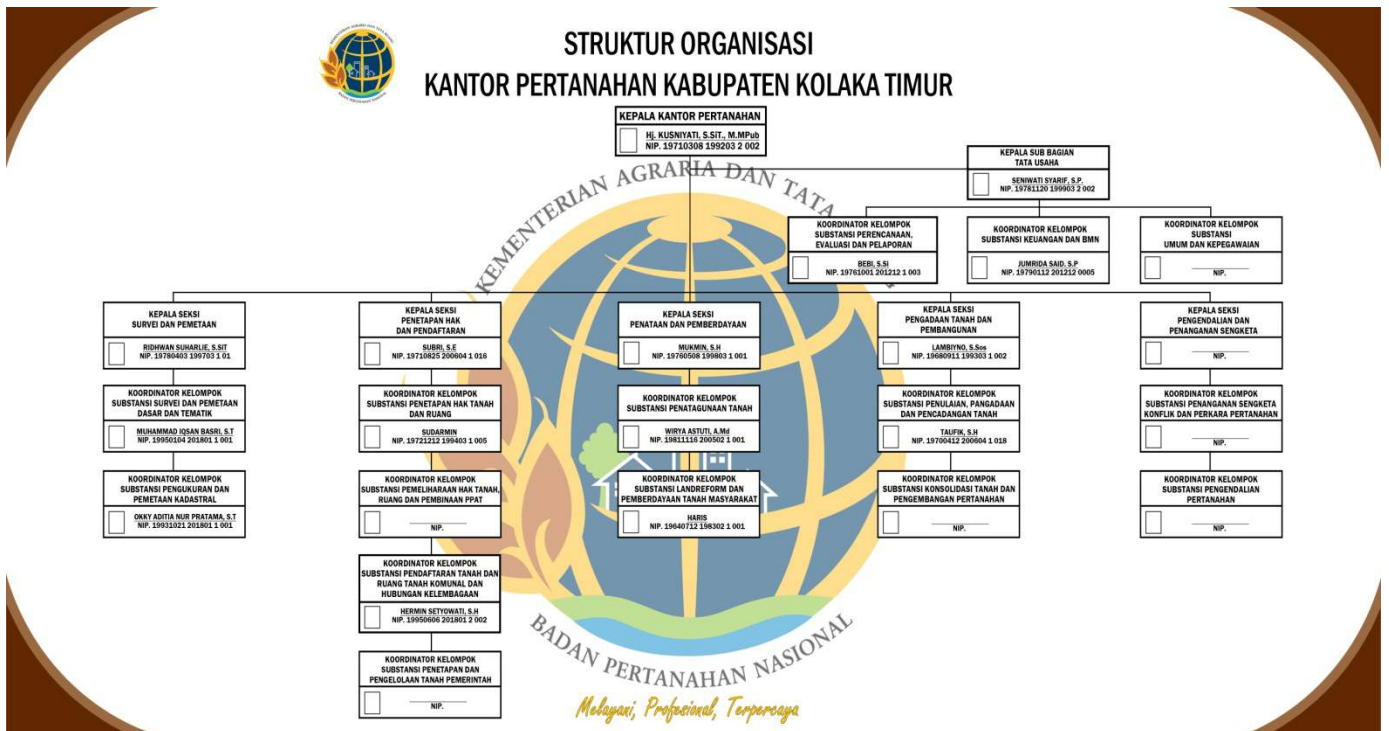 STRUKTUR ORGANISASI
KANTOR PERTANAHAN KABUPATEN KOLAKA TIMUR
KEPALA KANTOR PERTANAHAN
Hj. KUSNIYATI, S.SiT., M.MPub
NIP. 19710308 199203 2 002
KEPALA SUB BAGIAN
TATA USAHA
SENIWATI SYARIF, S.P.
NIP. 19781120 199903 2 002
KOORDINATOR KELOMPOK
SUBSTANSI PERENCANAAN,
EVALUASI DAN PELAPORAN
BEBI, S.Si
NIP. 19761001 201212 1 003
KOORDINATOR KELOMPOK
SUBSTANSI KEUANGAN DAN BMN
JUMRIDA SAID, S.P
NIP. 19790112 201212 0005
KOORDINATOR KELOMPOK
SUBSTANSI
UMUM DAN KEPEGAWAIAN
NIP.
KEPALA SEKSI
SURVEI DAN PEMETAAN
RIDHWAN SUHARLIE, S.SIT
NIP. 19780403 199703 1 01
KOORDINATOR KELOMPOK
SUBSTANSI SURVEI DAN PEMETAAN
DASAR DAN TEMATIK
MUHAMMAD IQSAN BASRI, S.T
NIP. 19950104 201801 1 001
KOORDINATOR KELOMPOK
SUBSTANSI PENGUKURAN DAN
PEMETAAN KADASTRAL
OKKY ADITIA NUR PRATAMA, S.T
NIP. 19931021 201801 1 001
KEPALA SEKSI
PENETAPAN HAK
DAN PENDAFTARAN
SUBRI, S.E
NIP. 19710825 200604 1 016
KOORDINATOR KELOMPOK
SUBSTANSI PENETAPAN HAK TANAH
DAN RUANG
SUDARMIN
NIP. 19721212 199403 1 005
KOORDINATOR KELOMPOK
SUBSTANSI PEMELIHARAAN HAK TANAH,
RUANG DAN PEMBINAAN PPAT
NIP.
KOORDINATOR KELOMPOK
SUBSTANSI PENDAFTARAN TANAH DAN
RUANG TANAH KOMUNAL DAN
HUBUNGAN KELEMBAGAAN
HERMIN SETYOWATI, S.H
NIP. 19950606 201801 2 002
KOORDINATOR KELOMPOK
SUBSTANSI PENETAPAN DAN
PENGELOLAAN TANAH PEMERINTAH
NIP.
KEPALA SEKSI
PENATAAN DAN PEMBERDAYAAN
MUKMIN, S.H
NIP. 19760508 199803 1 001
KOORDINATOR KELOMPOK
SUBSTANSI PENATAGUNAAN TANAH
WIRYA ASTUTI, A.Md
NIP. 19811116 200502 1 001
KOORDINATOR KELOMPOK
SUBSTANSI LANDREFORM DAN
PEMBERDAYAAN TANAH MASYARAKAT
HARIS
NIP. 19640712 198302 1 001
KEPALA SEKSI
PENGADAAN TANAH DAN
PEMBANGUNAN
LAMBIYNO, S.Sos
NIP. 19680911 199303 1 002
KOORDINATOR KELOMPOK
SUBSTANSI PENULAIAN, PANGADAAN
DAN PENCADANGAN TANAH
TAUFIK, S.H
NIP. 19700412 200604 1 018
KOORDINATOR KELOMPOK
SUBSTANSI KONSOLIDASI TANAH DAN
PENGEMBANGAN PERTANAHAN
NIP.
KEPALA SEKSI
PENGENDALIAN DAN
PENANGANAN SENGKETA
NIP.
KOORDINATOR KELOMPOK
SUBSTANSI PENANGANAN SENGKETA
KONFLIK DAN PERKARA PERTANAHAN
NIP.
KOORDINATOR KELOMPOK
SUBSTANSI PENGENDALIAN
PERTANAHAN
NIP.
KEMENTERIAN AGRARIA DAN TATA
BADAN PERTANAHAN NASIONAL
Melayani, Profesional, Terpercaya